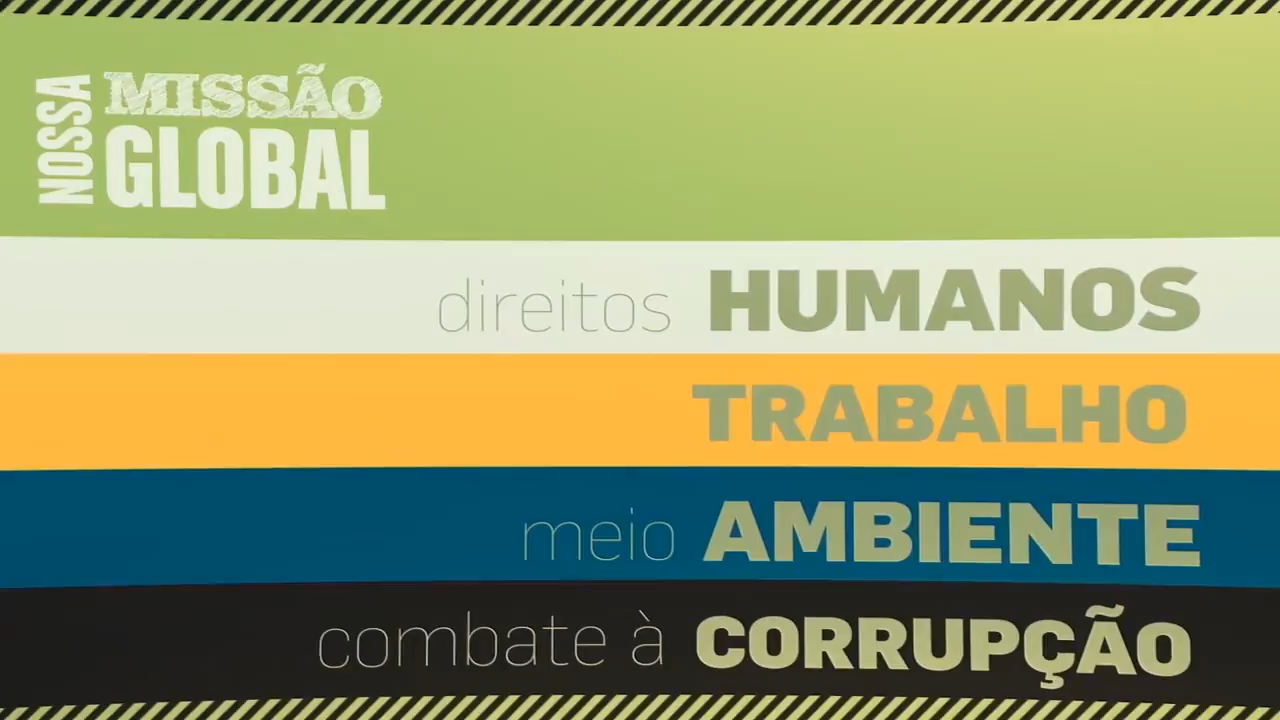 NOSSA
MISSÃO
GLOBAL
direitos HUMANOS
TRABALHO
meio AMBIENTE
combate à CORRUPÇÃO